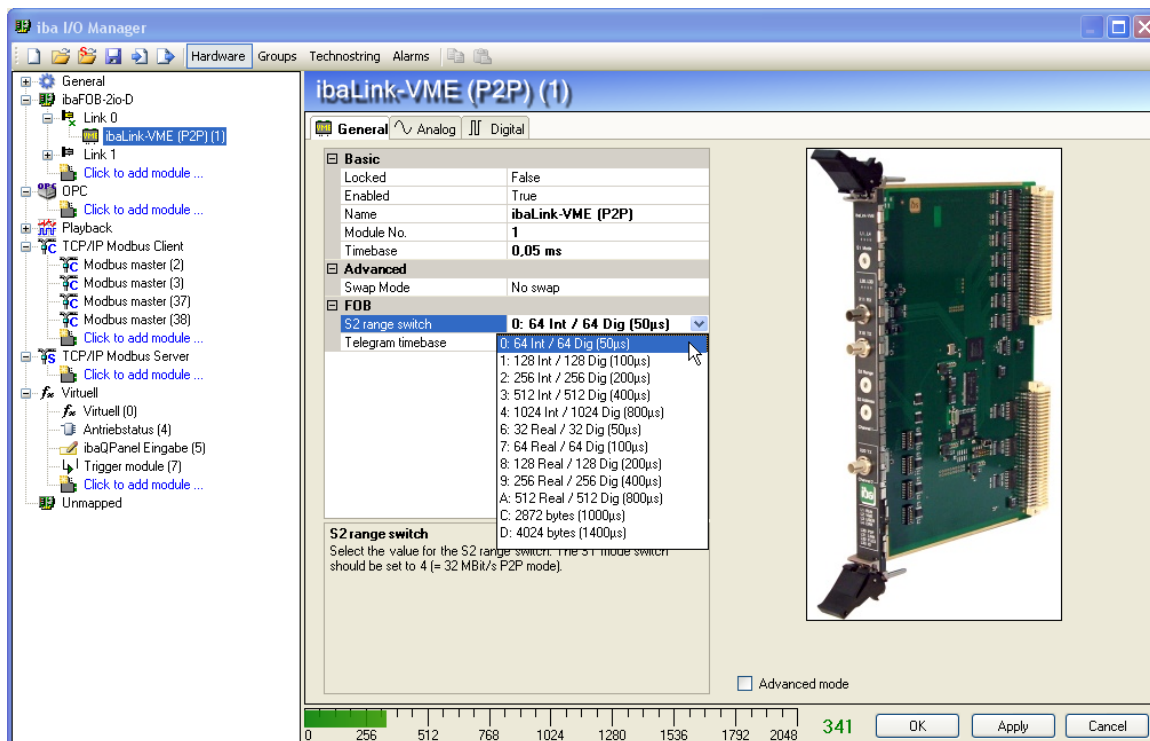 iba I/O Manager
Hardware Groups Technostring Alarms
General
ibaFOB-2io-D
Link 0
ibaLink-VME (P2P) (1)
Link 1
Click to add module ...
OPC
Click to add module ...
Playback
TCP/IP Modbus Client
Modbus master (2)
Modbus master (3)
Modbus master (37)
Modbus master (38)
Click to add module ...
TCP/IP Modbus Server
Click to add module ...
Virtuell
Virtuell (0)
Antriebstatus (4)
ibaQPanel Eingabe (5)
Trigger module (7)
Click to add module ...
Unmapped
ibaLink-VME (P2P) (1)
General Analog Digital
Basic
Locked False
Enabled True
Name ibaLink-VME (P2P)
Module No. 1
Timebase 0,05 ms
Advanced
Swap Mode No swap
FOB
S2 range switch 0: 64 Int / 64 Dig (50µs)
Telegram timebase
0: 64 Int / 64 Dig (50µs)
1: 128 Int / 128 Dig (100µs)
2: 256 Int / 256 Dig (200µs)
3: 512 Int / 512 Dig (400µs)
4: 1024 Int / 1024 Dig (800µs)
6: 32 Real / 32 Dig (50µs)
7: 64 Real / 64 Dig (100µs)
8: 128 Real / 128 Dig (200µs)
9: 256 Real / 256 Dig (400µs)
A: 512 Real / 512 Dig (800µs)
C: 2872 bytes (1000µs)
D: 4024 bytes (1400µs)
S2 range switch
Select the value for the S2 range switch. The S1 mode switch
should be set to 4 (= 32 MBit/s P2P mode).
iba
Advanced mode
0 256 512 768 1024 1280 1536 1792 2048
341
OK Apply Cancel